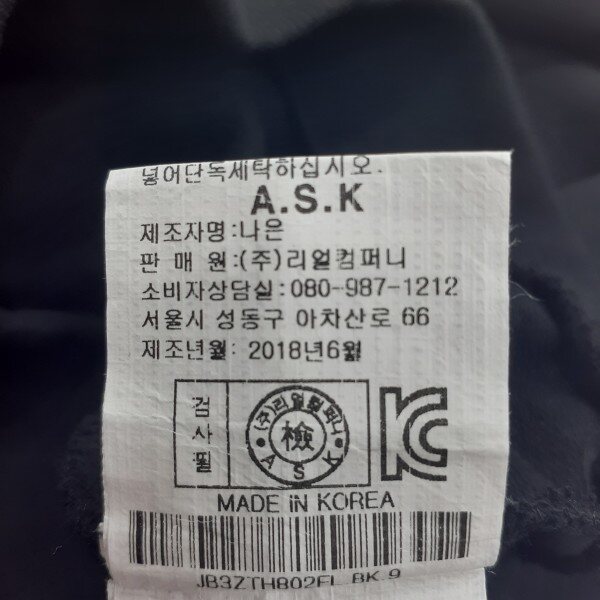 넣어단독세탁하십시오.
A.S.K
제조자명:나은
판 매 원:(주)리얼컴퍼니
소비자상담실:080-987-1212
서울시 성동구 아차산로 66
제조년월: 2018년6월
검사필
(주)리얼컴퍼니
檢
A S K
KC
MADE iN KOREA
JB3ZTH802FL BK 9